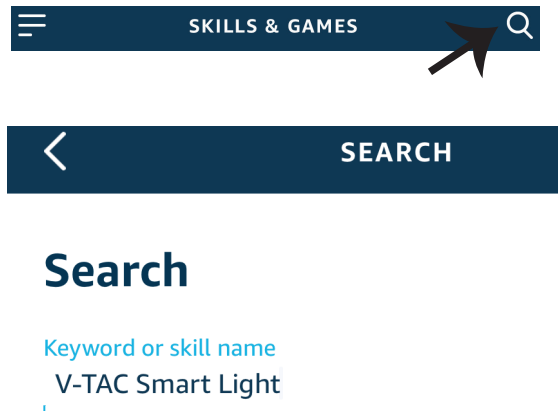 SKILLS & GAMES
SEARCH
Search
Keyword or skill name
V-TAC Smart Light